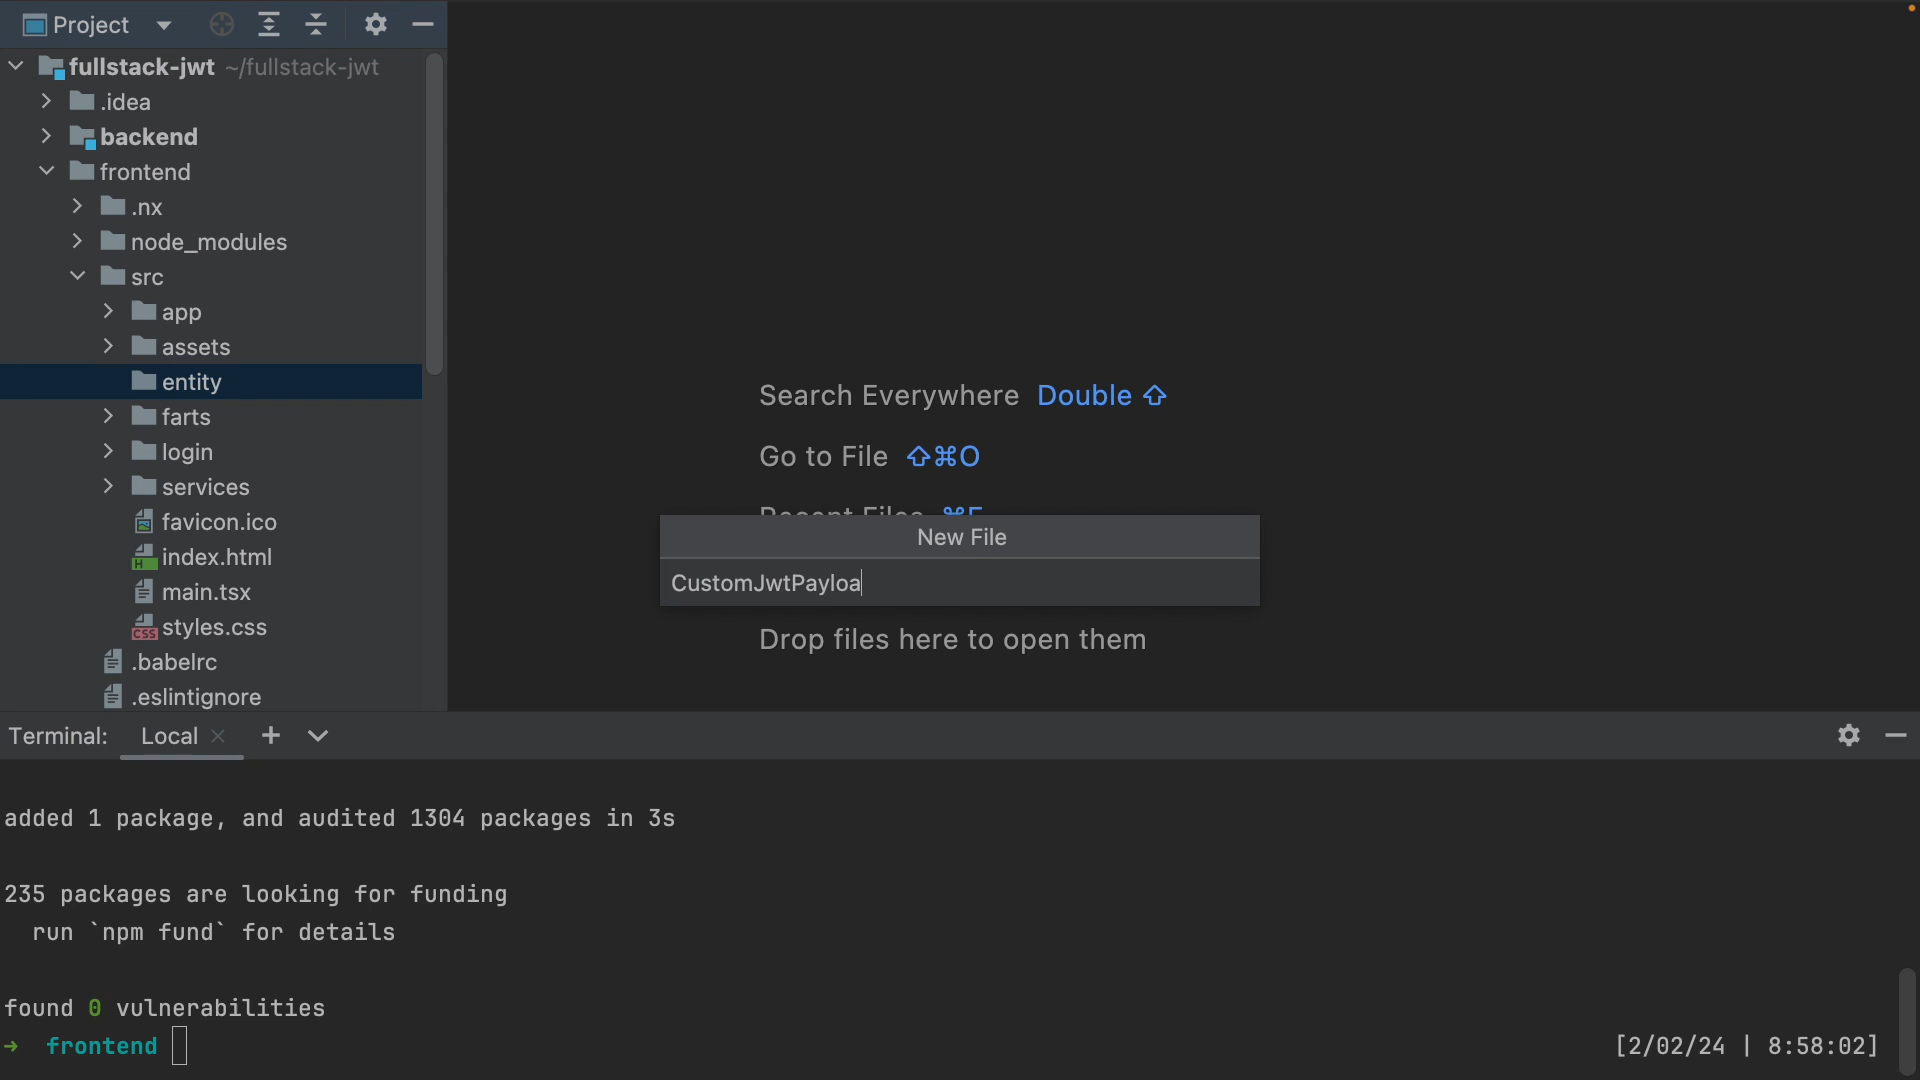 Project
fullstack-jwt ~/fullstack-jwt
.idea
backend
frontend
.nx
node_modules
src
app
assets
entity
farts
login
services
favicon.ico
index.html
main.tsx
styles.css
.babelrc
.eslintignore
Search Everywhere Double ⇧
Go to File ⇧⌘O
Recent Files ⌘E
New File
CustomJwtPayloa
Drop files here to open them
Terminal: Local
added 1 package, and audited 1304 packages in 3s
235 packages are looking for funding
run `npm fund` for details
found 0 vulnerabilities
→ frontend [2/02/24 | 8:58:02]